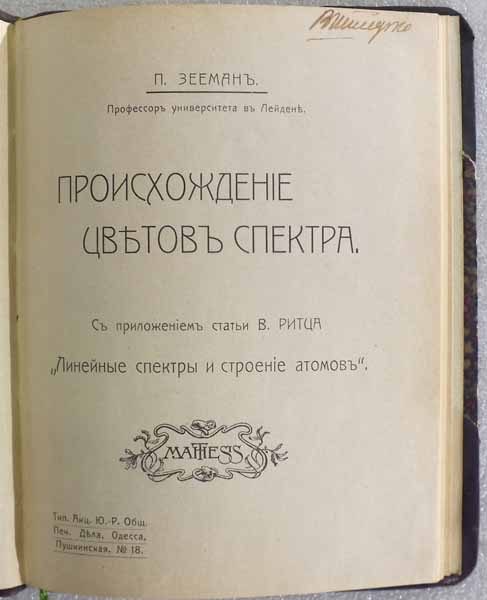 П. ЗЕЕМАНЪ.
Профессоръ университета въ Лейденѣ.
ПРОИСХОЖДЕНІЕ
ЦВѢТОВЪ СПЕКТРА.
Съ приложеніемъ статьи В. РИТЦА
„Линейные спектры и строеніе атомовъ“.
MATHESIS
Тип. Акц. Ю.-Р. Общ.
Печ. Дѣла, Одесса,
Пушкинская, № 18.